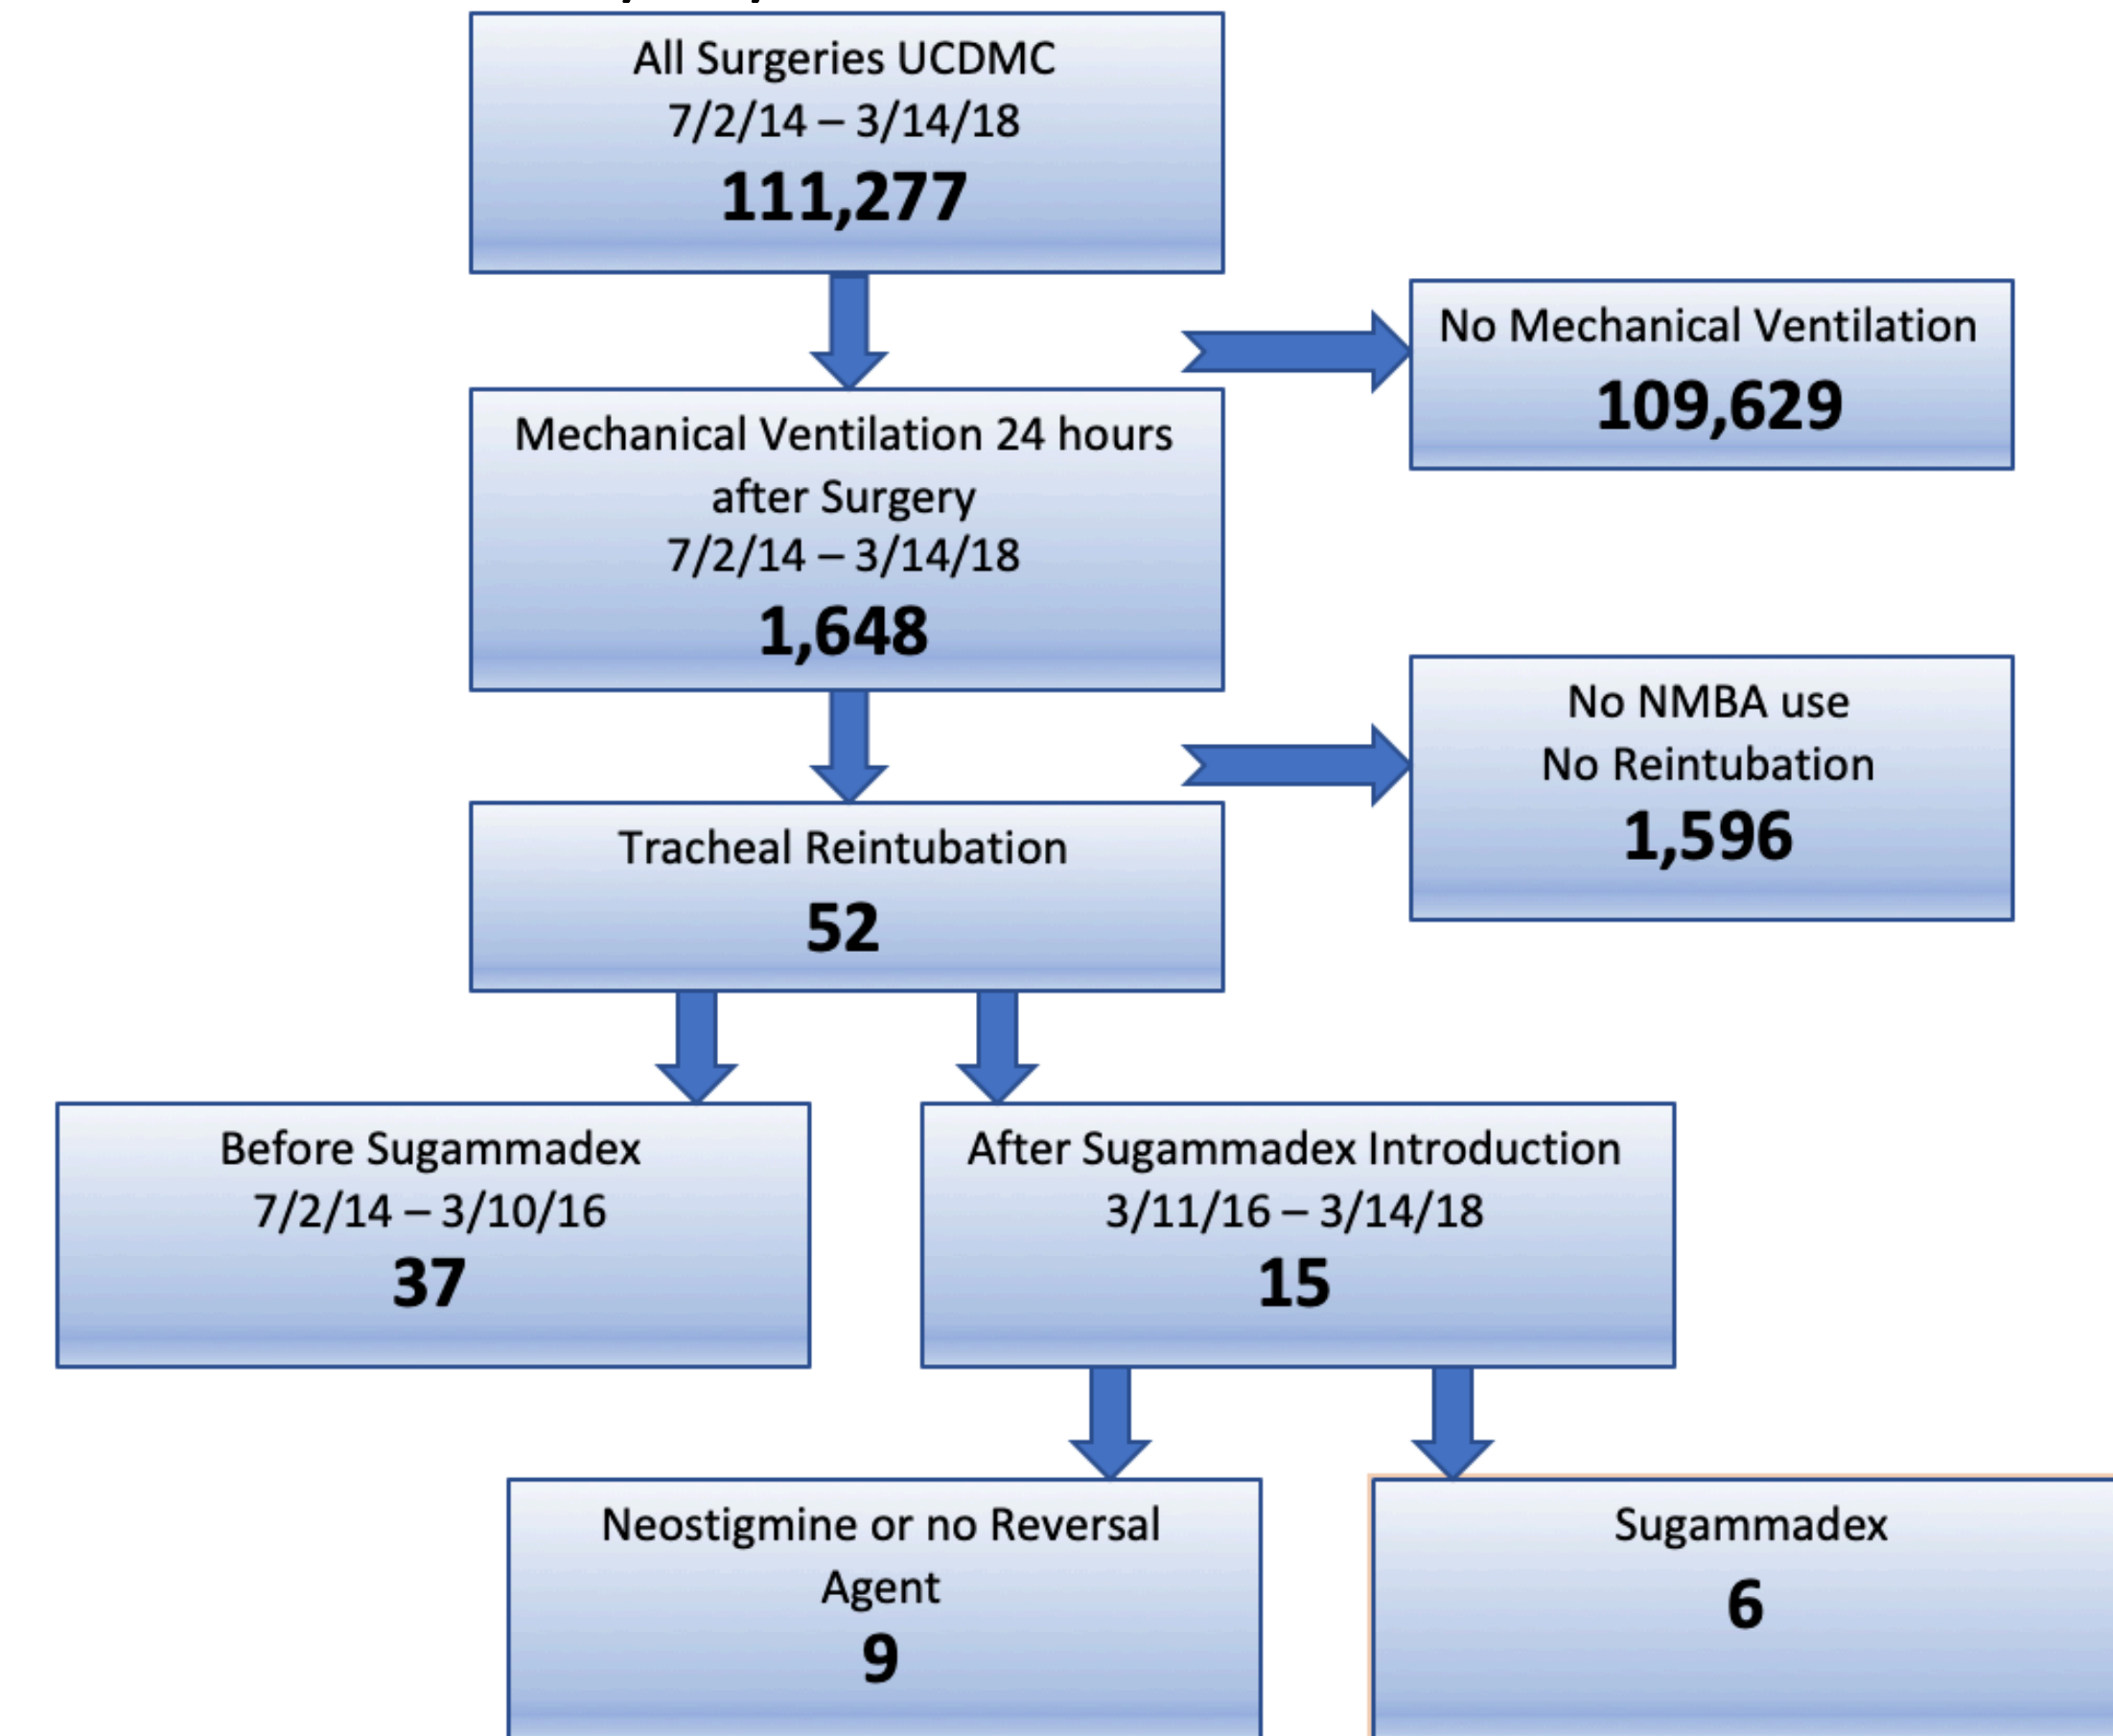 All Surgeries UCDMC
7/2/14 – 3/14/18
111,277
No Mechanical Ventilation
109,629
Mechanical Ventilation 24 hours
after Surgery
7/2/14 – 3/14/18
1,648
No NMBA use
No Reintubation
1,596
Tracheal Reintubation
52
Before Sugammadex
7/2/14 – 3/10/16
37
After Sugammadex Introduction
3/11/16 – 3/14/18
15
Neostigmine or no Reversal
Agent
9
Sugammadex
6